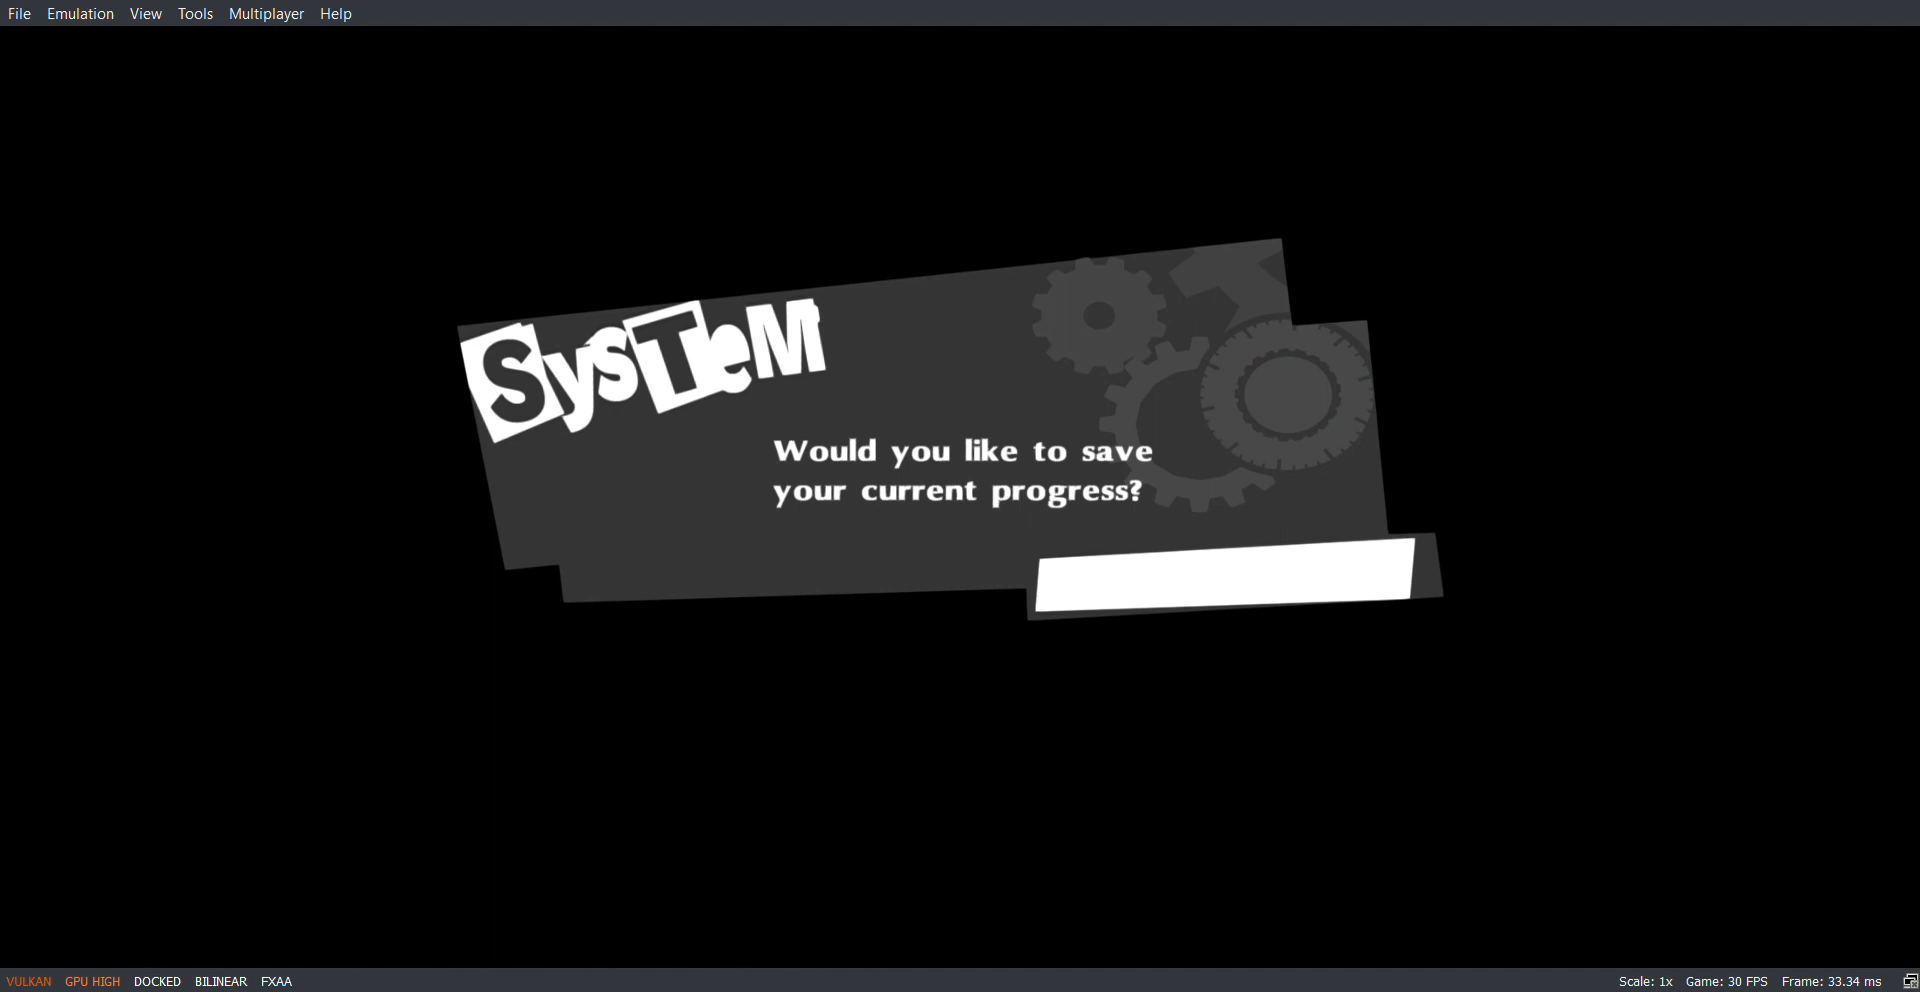 File Emulation View Tools Multiplayer Help
SysTeM
Would you like to save
your current progress?
VULKAN GPU HIGH DOCKED BILINEAR FXAA Scale: 1x Game: 30 FPS Frame: 33.34 ms